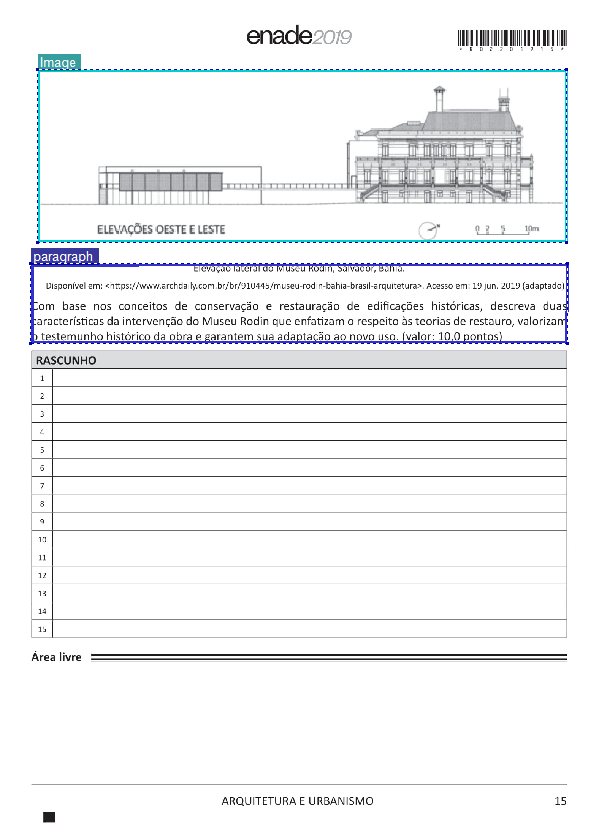 enade2019
Image
ELEVAÇÕES OESTE E LESTE
N
0 2 5 10m
paragraph
Elevação lateral do Museu Rodin, Salvador, Bahia.
Disponível em: <https://www.archdaily.com.br/br/910445/museu-rodin-bahia-brasil-arquitetura>. Acesso em: 19 jun. 2019 (adaptado)
Com base nos conceitos de conservação e restauração de edificações históricas, descreva duas
características da intervenção do Museu Rodin que enfatizam o respeito às teorias de restauro, valorizam
o testemunho histórico da obra e garantem sua adaptação ao novo uso. (valor: 10,0 pontos)
RASCUNHO
1
2
3
4
5
6
7
8
9
10
11
12
13
14
15
Área livre
ARQUITETURA E URBANISMO 15